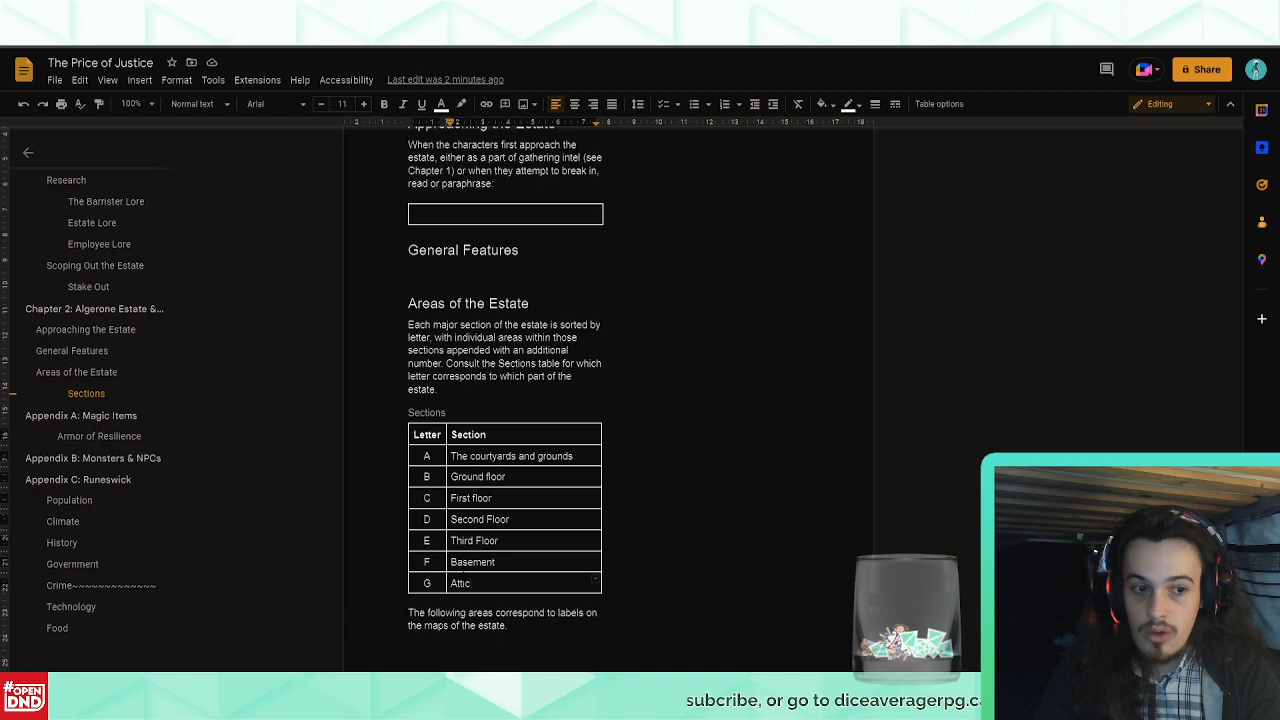 The Price of Justice
File Edit View Insert Format Tools Extensions Help Accessibility Last edit was 2 minutes ago
Share
100% Normal text Arial 11 Table options Editing
Research
The Barrister Lore
Estate Lore
Employee Lore
Scoping Out the Estate
Stake Out
Chapter 2: Algerone Estate &...
Approaching the Estate
General Features
Areas of the Estate
Sections
Appendix A: Magic Items
Armor of Resilience
Appendix B: Monsters & NPCs
Appendix C: Runeswick
Population
Climate
History
Government
Crime~~~~~~~~~~~~~
Technology
Food
Approaching the Estate
When the characters first approach the
estate, either as a part of gathering intel (see
Chapter 1) or when they attempt to break in,
read or paraphrase:
General Features
Areas of the Estate
Each major section of the estate is sorted by
letter, with individual areas within those
sections appended with an additional
number. Consult the Sections table for which
letter corresponds to which part of the
estate.
Sections
Letter Section
A The courtyards and grounds
B Ground floor
C First floor
D Second Floor
E Third Floor
F Basement
G Attic
The following areas correspond to labels on
the maps of the estate.
#OPEN
DND
subscribe, or go to diceaveragerpg.ca